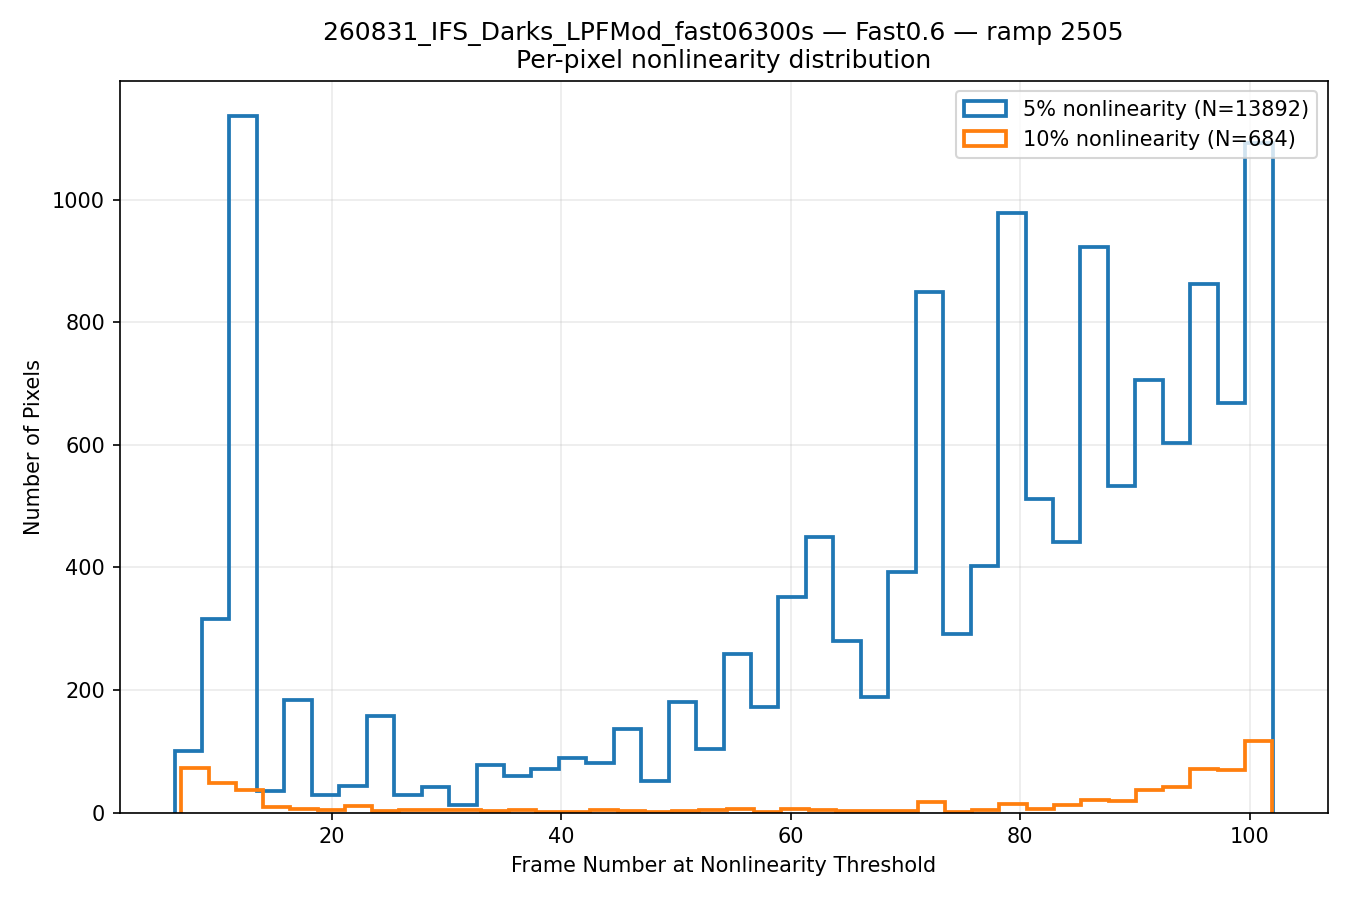 260831_IFS_Darks_LPFMod_fast06300s — Fast0.6 — ramp 2505
Per-pixel nonlinearity distribution
5% nonlinearity (N=13892)
10% nonlinearity (N=684)
Number of Pixels
1000
800
600
400
200
0
20 40 60 80 100
Frame Number at Nonlinearity Threshold